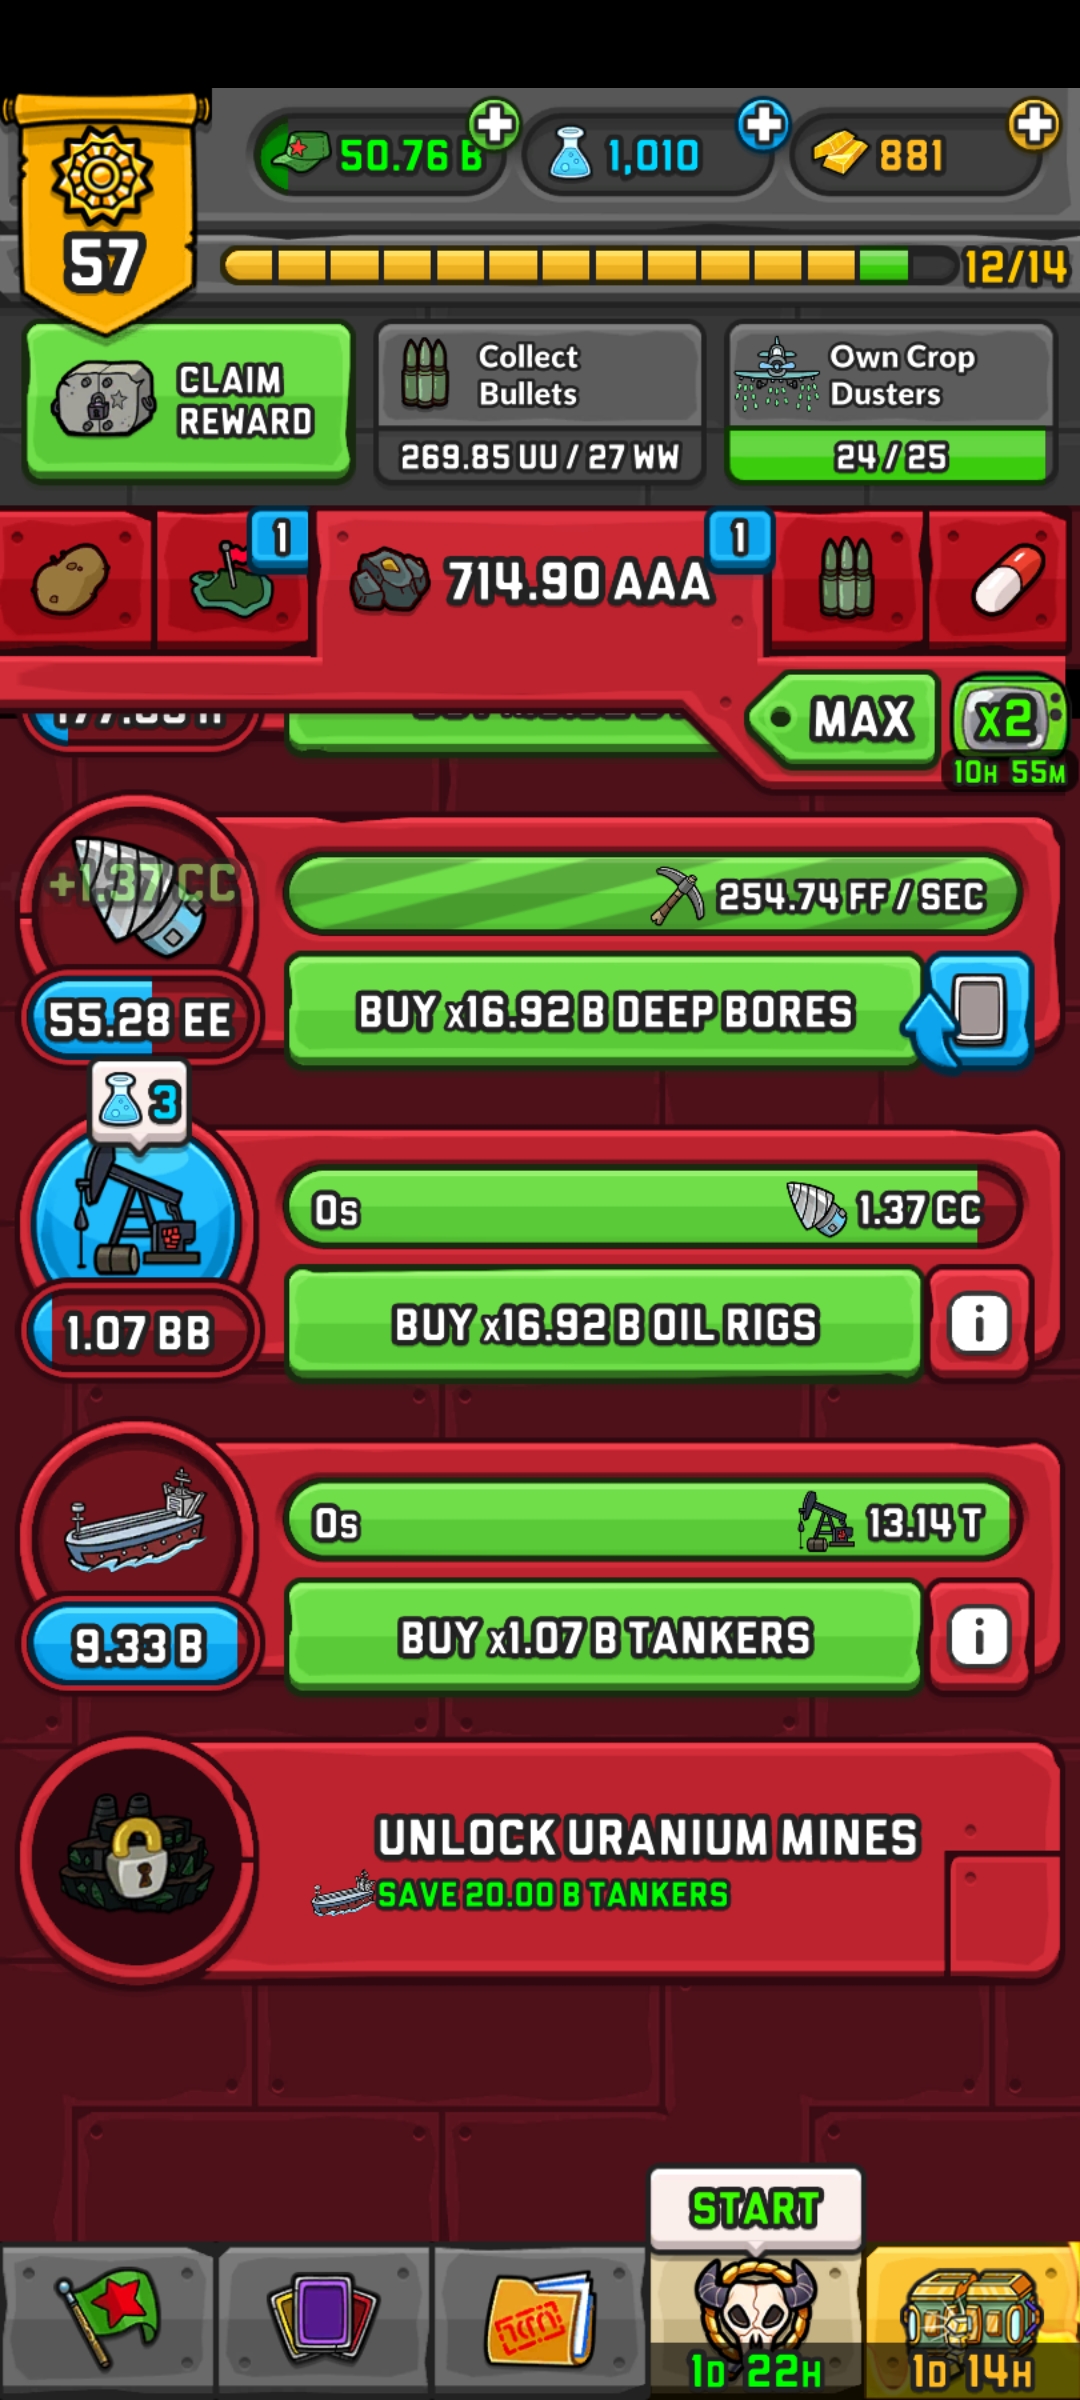 50.76 B
1,010
881
57
12/14
CLAIM
REWARD
Collect
Bullets
269.85 UU / 27 WW
Own Crop
Dusters
24 / 25
1
714.90 AAA
1
MAX
x2
10H 55M
+1.37 CC
254.74 FF / SEC
55.28 EE
BUY x16.92 B DEEP BORES
3
0s
1.37 CC
1.07 BB
BUY x16.92 B OIL RIGS
i
0s
13.14 T
9.33 B
BUY x1.07 B TANKERS
i
UNLOCK URANIUM MINES
SAVE 20.00 B TANKERS
START
1D 22H
1D 14H